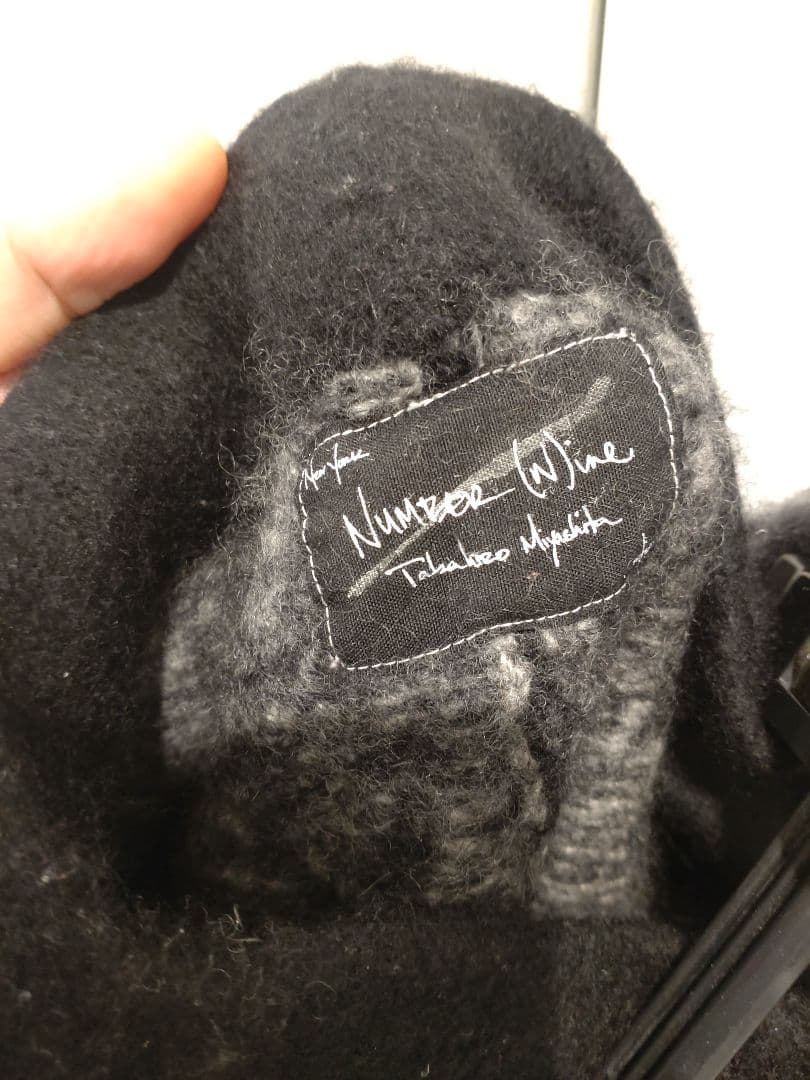 New York
NUMBER (N)ine
Takahiro Miyashita